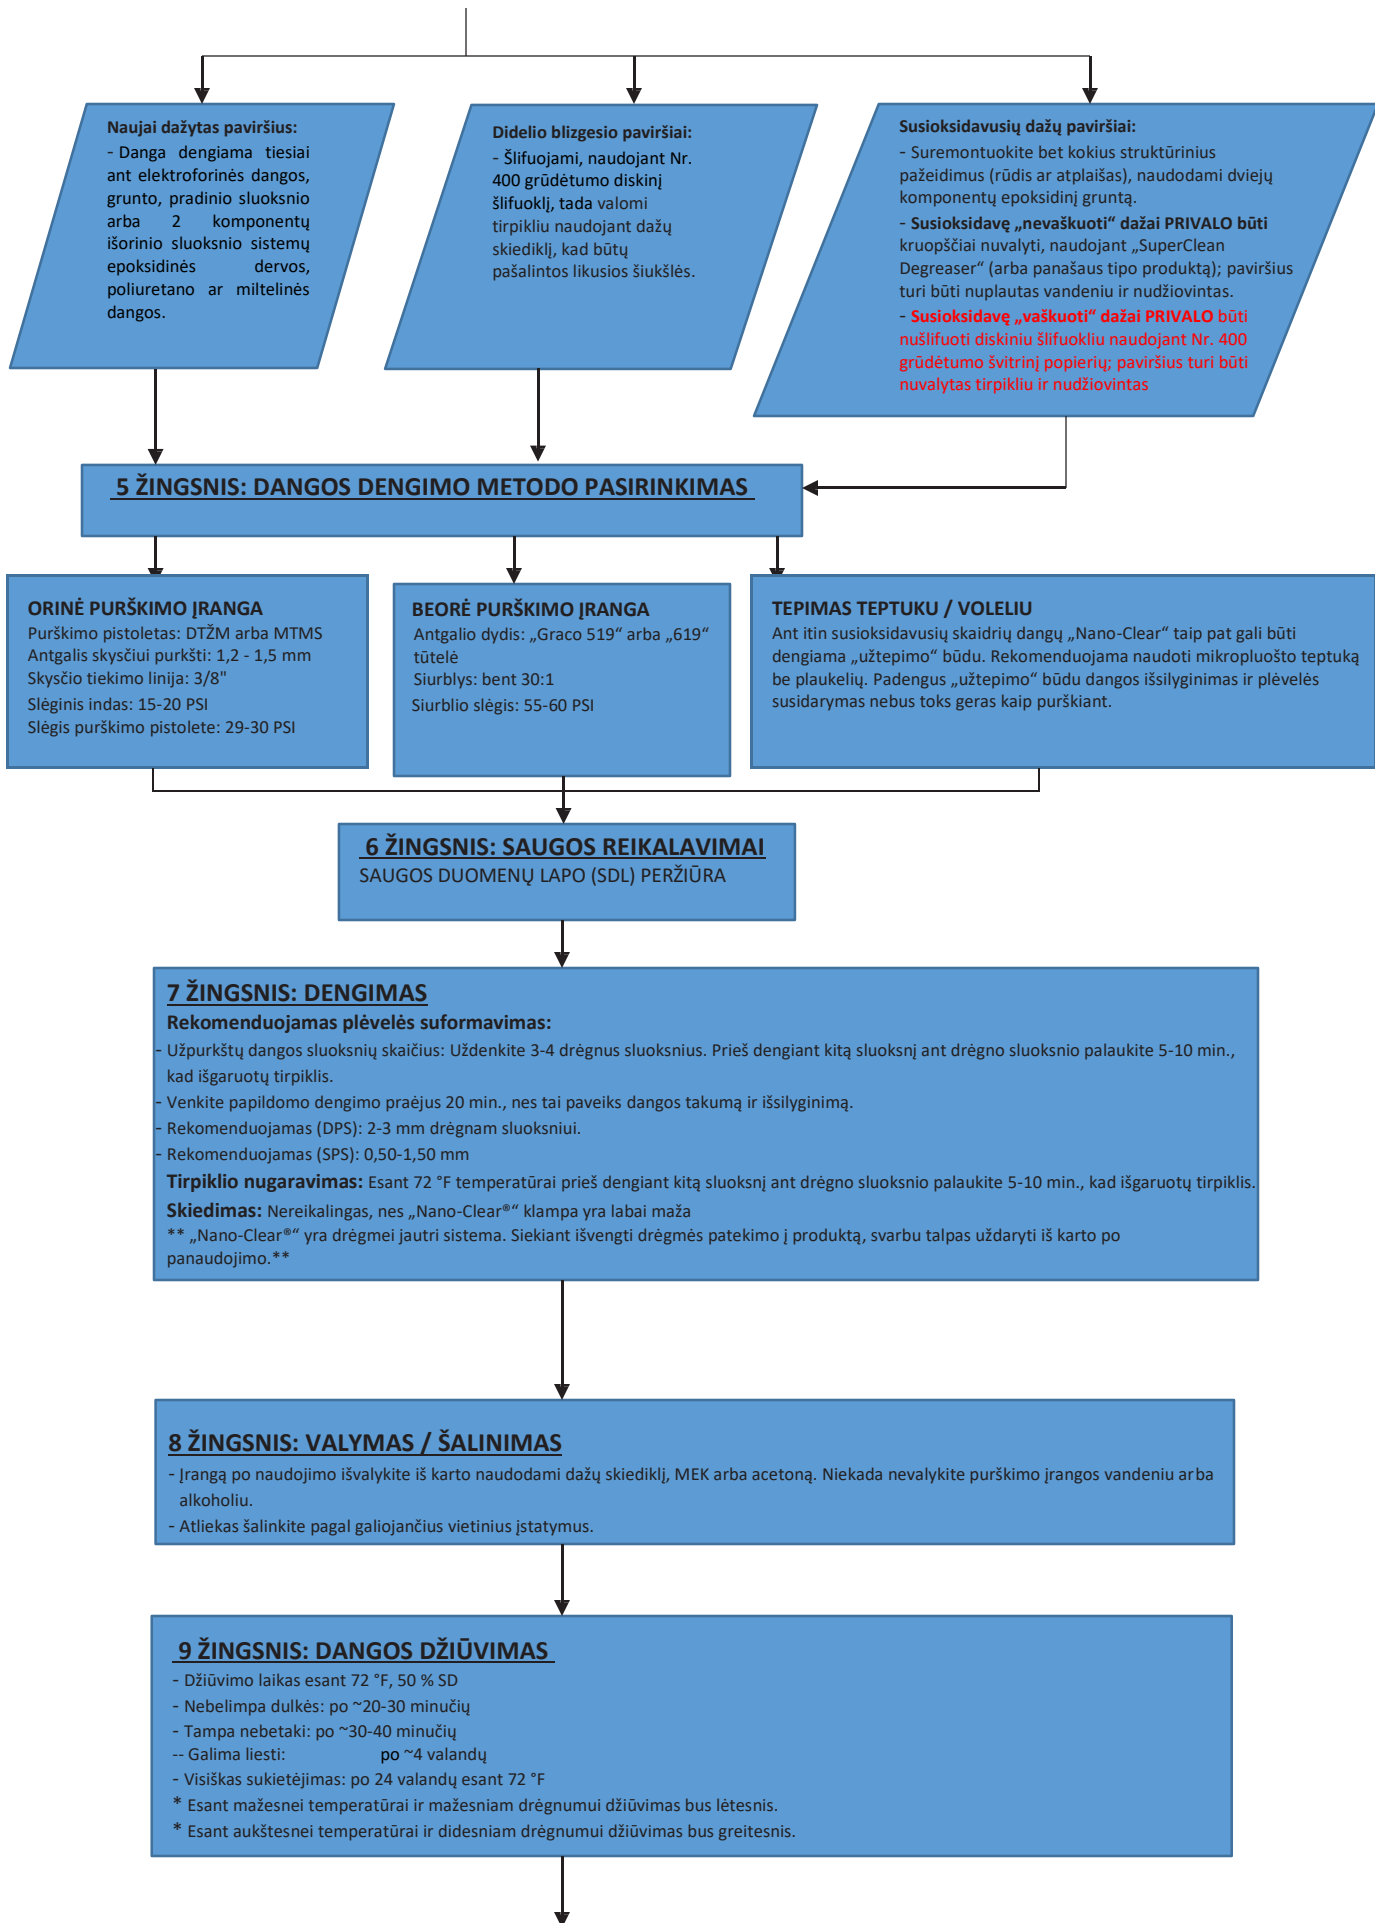 Naujai dažytas paviršius:
- Danga dengiama tiesiai
ant elektroforinės dangos,
grunto, pradinio sluoksnio
arba 2 komponentų
išorinio sluoksnio sistemų
epoksidinės dervos,
poliuretano ar miltelinės
dangos.
Didelio blizgesio paviršiai:
- Šlifuojami, naudojant Nr.
400 grūdėtumo diskinį
šlifuoklį, tada valomi
tirpikliu naudojant dažų
skiediklį, kad būtų
pašalintos likusios šiukšlės.
Susioksidavusių dažų paviršiai:
- Suremontuokite bet kokius struktūrinius
pažeidimus (rūdis ar atplaišas), naudodami dviejų
komponentų epoksidinį gruntą.
- Susioksidavę „nevaškuoti“ dažai PRIVALO būti
kruopščiai nuvalyti, naudojant „SuperClean
Degreaser“ (arba panašaus tipo produktą); paviršius
turi būti nuplautas vandeniu ir nudžiovintas.
- Susioksidavę „vaškuoti“ dažai PRIVALO būti
nušlifuoti diskiniu šlifuokliu naudojant Nr. 400
grūdėtumo švitrinį popierių; paviršius turi būti
nuvalytas tirpikliu ir nudžiovintas
5 ŽINGSNIS: DANGOS DENGIMO METODO PASIRINKIMAS
ORINĖ PURŠKIMO ĮRANGA
Purškimo pistoletas: DTŽM arba MTMS
Antgalis skysčiui purkšti: 1,2 - 1,5 mm
Skysčio tiekimo linija: 3/8"
Slėginis indas: 15-20 PSI
Slėgis purškimo pistolete: 29-30 PSI
BEORĖ PURŠKIMO ĮRANGA
Antgalio dydis: „Graco 519“ arba „619“
tūtelė
Siurblys: bent 30:1
Siurblio slėgis: 55-60 PSI
TEPIMAS TEPTUKU / VOLELIU
Ant itin susioksidavusių skaidrių dangų „Nano-Clear“ taip pat gali būti
dengiama „užtepimo“ būdu. Rekomenduojama naudoti mikropluošto teptuką
be plaukelių. Padengus „užtepimo“ būdu dangos išsilyginimas ir plėvelės
susidarymas nebus toks geras kaip purškiant.
6 ŽINGSNIS: SAUGOS REIKALAVIMAI
SAUGOS DUOMENŲ LAPO (SDL) PERŽIŪRA
7 ŽINGSNIS: DENGIMAS
Rekomenduojamas plėvelės suformavimas:
- Užpurkštų dangos sluoksnių skaičius: Uždenkite 3-4 drėgnus sluoksnius. Prieš dengiant kitą sluoksnį ant drėgno sluoksnio palaukite 5-10 min.,
kad išgaruotų tirpiklis.
- Venkite papildomo dengimo praėjus 20 min., nes tai paveiks dangos takumą ir išsilyginimą.
- Rekomenduojamas (DPS): 2-3 mm drėgnam sluoksniui.
- Rekomenduojamas (SPS): 0,50-1,50 mm
Tirpiklio nugaravimas: Esant 72 °F temperatūrai prieš dengiant kitą sluoksnį ant drėgno sluoksnio palaukite 5-10 min., kad išgaruotų tirpiklis.
Skiedimas: Nereikalingas, nes „Nano-Clear®“ klampa yra labai maža
** „Nano-Clear®“ yra drėgmei jautri sistema. Siekiant išvengti drėgmės patekimo į produktą, svarbu talpas uždaryti iš karto po
panaudojimo.**
8 ŽINGSNIS: VALYMAS / ŠALINIMAS
- Įrangą po naudojimo išvalykite iš karto naudodami dažų skiediklį, MEK arba acetoną. Niekada nevalykite purškimo įrangos vandeniu arba
alkoholiu.
- Atliekas šalinkite pagal galiojančius vietinius įstatymus.
9 ŽINGSNIS: DANGOS DŽIŪVIMAS
- Džiūvimo laikas esant 72 °F, 50 % SD
- Nebelimpa dulkės: po ~20-30 minučių
- Tampa nebetaki: po ~30-40 minučių
-- Galima liesti: po ~4 valandų
- Visiškas sukietėjimas: po 24 valandų esant 72 °F
* Esant mažesnei temperatūrai ir mažesniam drėgnumui džiūvimas bus lėtesnis.
* Esant aukštesnei temperatūrai ir didesniam drėgnumui džiūvimas bus greitesnis.